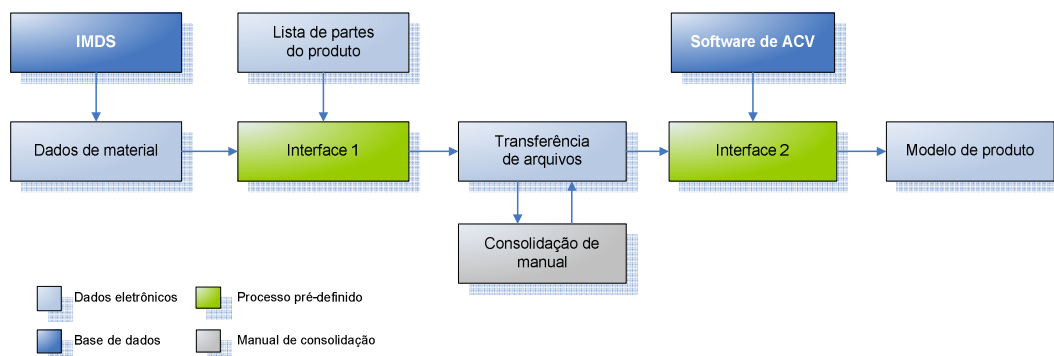 IMDS
Lista de partes
do produto
Software de ACV
Dados de material
Interface 1
Transferência
de arquivos
Interface 2
Modelo de produto
Consolidação de
manual
Dados eletrônicos
Processo pré-definido
Base de dados
Manual de consolidação